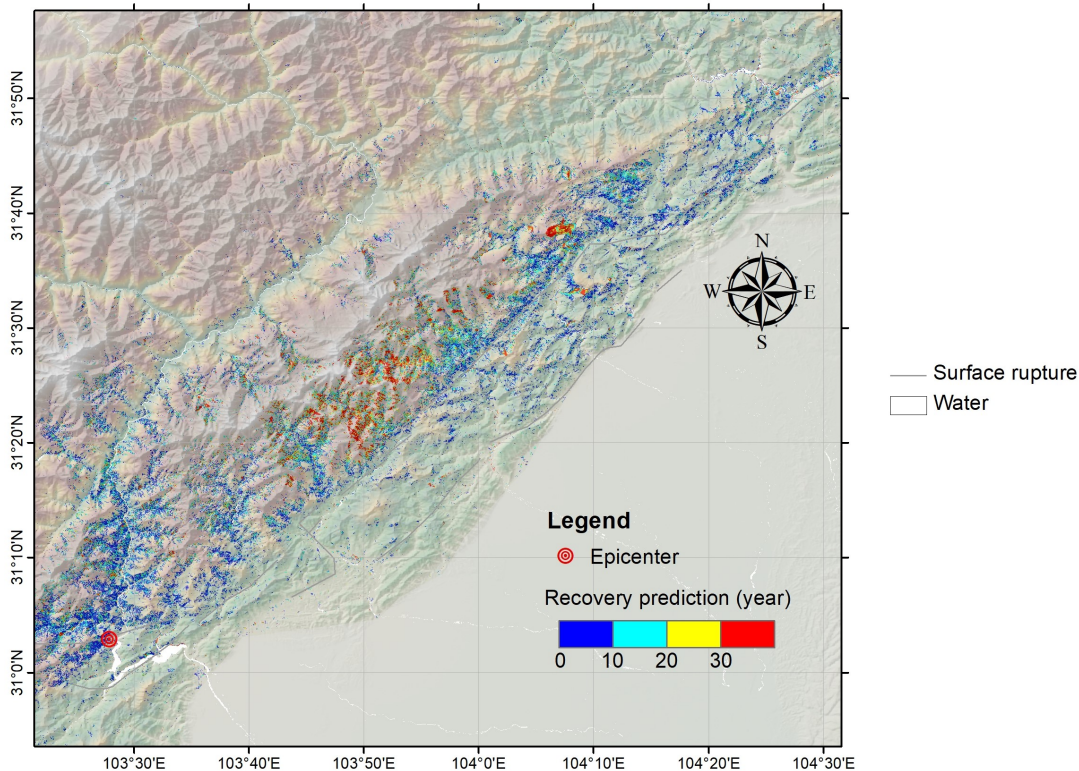 31°50'N
31°40'N
31°30'N
31°20'N
31°10'N
31°0'N
N
W E
S
Surface rupture
Water
Legend
Epicenter
Recovery prediction (year)
0 10 20 30
103°30'E 103°40'E 103°50'E 104°0'E 104°10'E 104°20'E 104°30'E